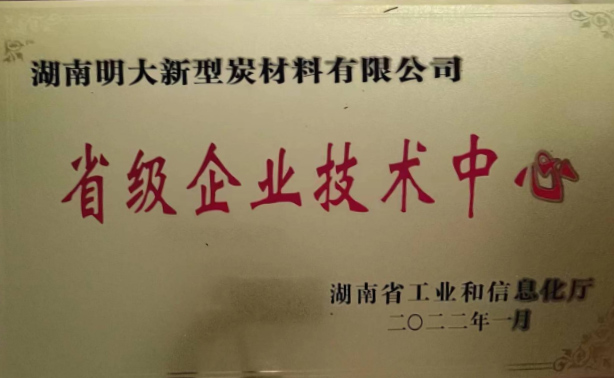 湖南明大新型炭材料有限公司
省级企业技术中心
湖南省工业和信息化厅
二〇二二年一月